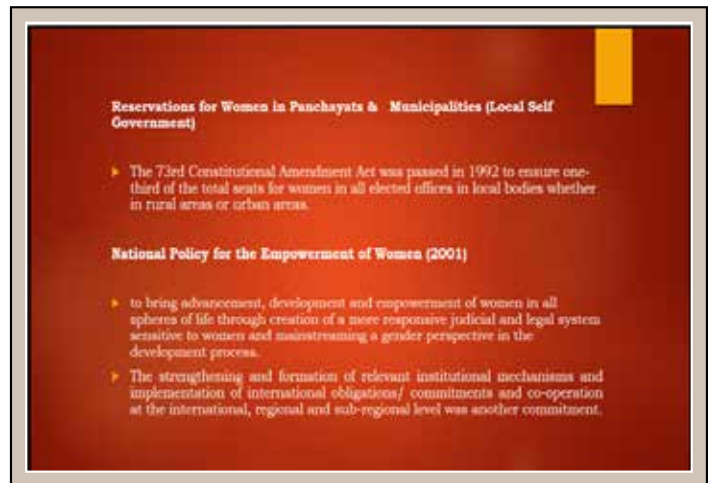 Reservations for Women in Panchayats & Municipalities (Local Self
Government)
The 73rd Constitutional Amendment Act was passed in 1992 to ensure one-
third of the total seats for women in all elected offices in local bodies whether
in rural areas or urban areas.
National Policy for the Empowerment of Women (2001)
to bring advancement, development and empowerment of women in all
spheres of life through creation of a more responsive judicial and legal system
sensitive to women and mainstreaming a gender perspective in the
development process.
The strengthening and formation of relevant institutional mechanisms and
implementation of international obligations/ commitments and co-operation
at the international, regional and sub-regional level was another commitment.